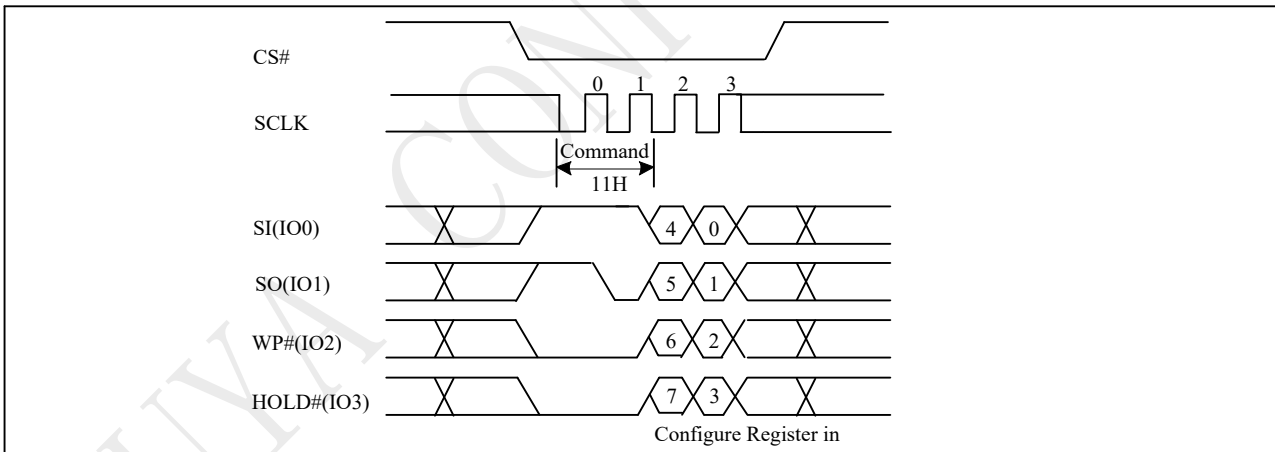 CS#
0 1 2 3
SCLK
Command
11H
SI(IO0) 4 0
SO(IO1) 5 1
WP#(IO2) 6 2
HOLD#(IO3) 7 3
Configure Register in